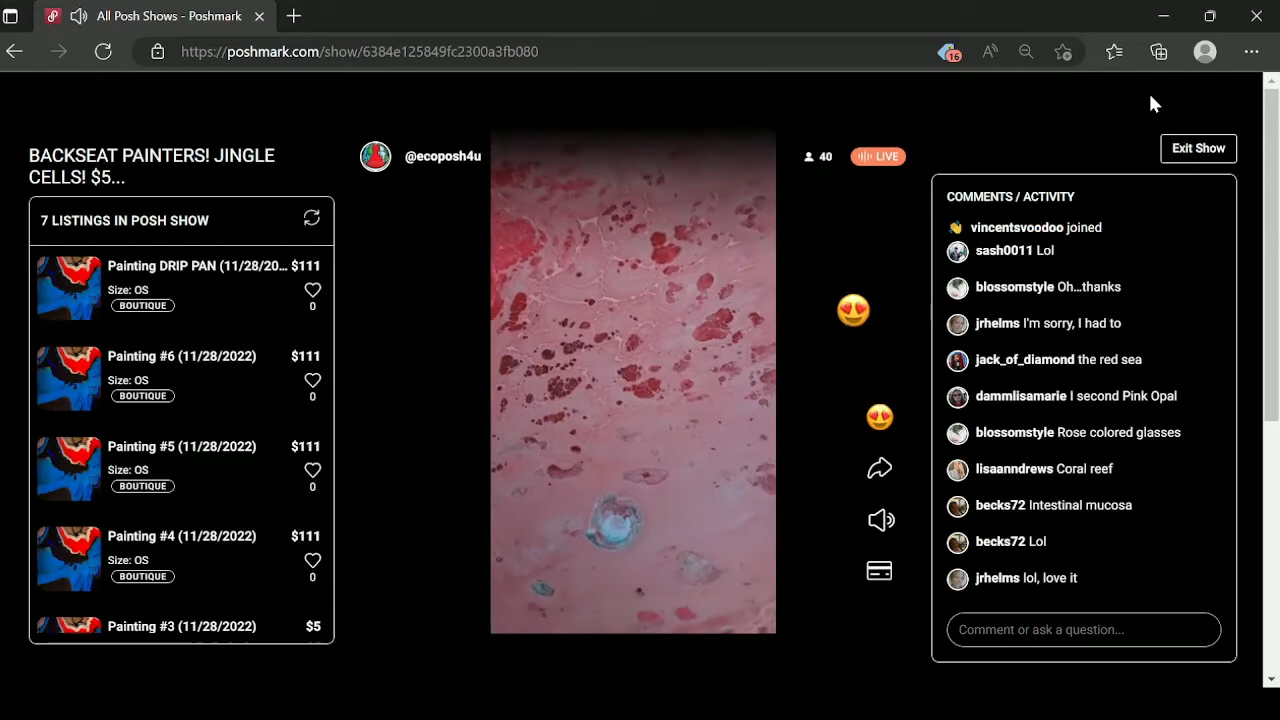 All Posh Shows - Poshmark
https://poshmark.com/show/6384e125849fc2300a3fb080
16
BACKSEAT PAINTERS! JINGLE
CELLS! $5...
7 LISTINGS IN POSH SHOW
Painting DRIP PAN (11/28/20... $111
Size: OS
BOUTIQUE
0
Painting #6 (11/28/2022) $111
Size: OS
BOUTIQUE
0
Painting #5 (11/28/2022) $111
Size: OS
BOUTIQUE
0
Painting #4 (11/28/2022) $111
Size: OS
BOUTIQUE
0
Painting #3 (11/28/2022) $5
@ecoposh4u
40
LIVE
Exit Show
COMMENTS / ACTIVITY
vincentsvoodoo joined
sash0011 Lol
blossomstyle Oh...thanks
jrhelms I'm sorry, I had to
jack_of_diamond the red sea
dammlisamarie I second Pink Opal
blossomstyle Rose colored glasses
lisaanndrews Coral reef
becks72 Intestinal mucosa
becks72 Lol
jrhelms lol, love it
Comment or ask a question...